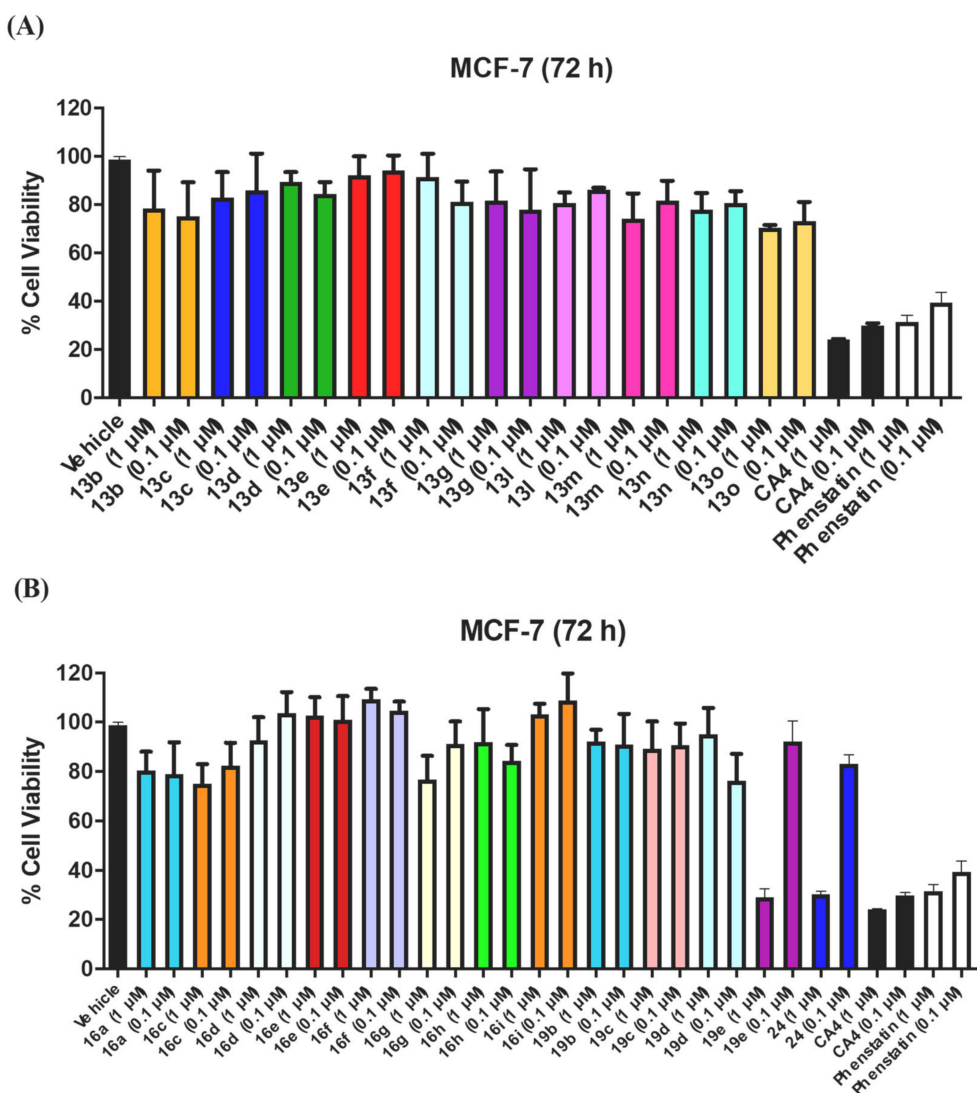 (A)
MCF-7 (72 h)
% Cell Viability
120
100
80
60
40
20
0
Vehicle
13b (1 µM)
13b (0.1 µM)
13c (1 µM)
13c (0.1 µM)
13d (1 µM)
13d (0.1 µM)
13e (1 µM)
13e (0.1 µM)
13f (1 µM)
13f (0.1 µM)
13g (1 µM)
13g (0.1 µM)
13l (1 µM)
13l (0.1 µM)
13m (1 µM)
13m (0.1 µM)
13n (1 µM)
13n (0.1 µM)
13o (1 µM)
13o (0.1 µM)
CA4 (1 µM)
CA4 (0.1 µM)
Phenstatin (1 µM)
Phenstatin (0.1 µM)
(B)
MCF-7 (72 h)
% Cell Viability
120
100
80
60
40
20
0
Vehicle
16a (1 µM)
16a (0.1 µM)
16c (1 µM)
16c (0.1 µM)
16d (1 µM)
16d (0.1 µM)
16e (1 µM)
16e (0.1 µM)
16f (1 µM)
16f (0.1 µM)
16g (1 µM)
16g (0.1 µM)
16h (1 µM)
16h (0.1 µM)
16i (1 µM)
16i (0.1 µM)
19b (1 µM)
19b (0.1 µM)
19c (1 µM)
19c (0.1 µM)
19d (1 µM)
19d (0.1 µM)
19e (1 µM)
19e (0.1 µM)
24 (1 µM)
24 (0.1 µM)
CA4 (1 µM)
CA4 (0.1 µM)
Phenstatin (1 µM)
Phenstatin (0.1 µM)